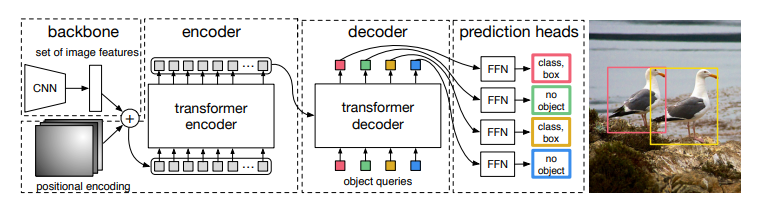 backbone
set of image features
CNN
+
positional encoding
encoder
...
transformer
encoder
...
decoder
transformer
decoder
object queries
prediction heads
FFN
class,
box
FFN
no
object
FFN
class,
box
FFN
no
object